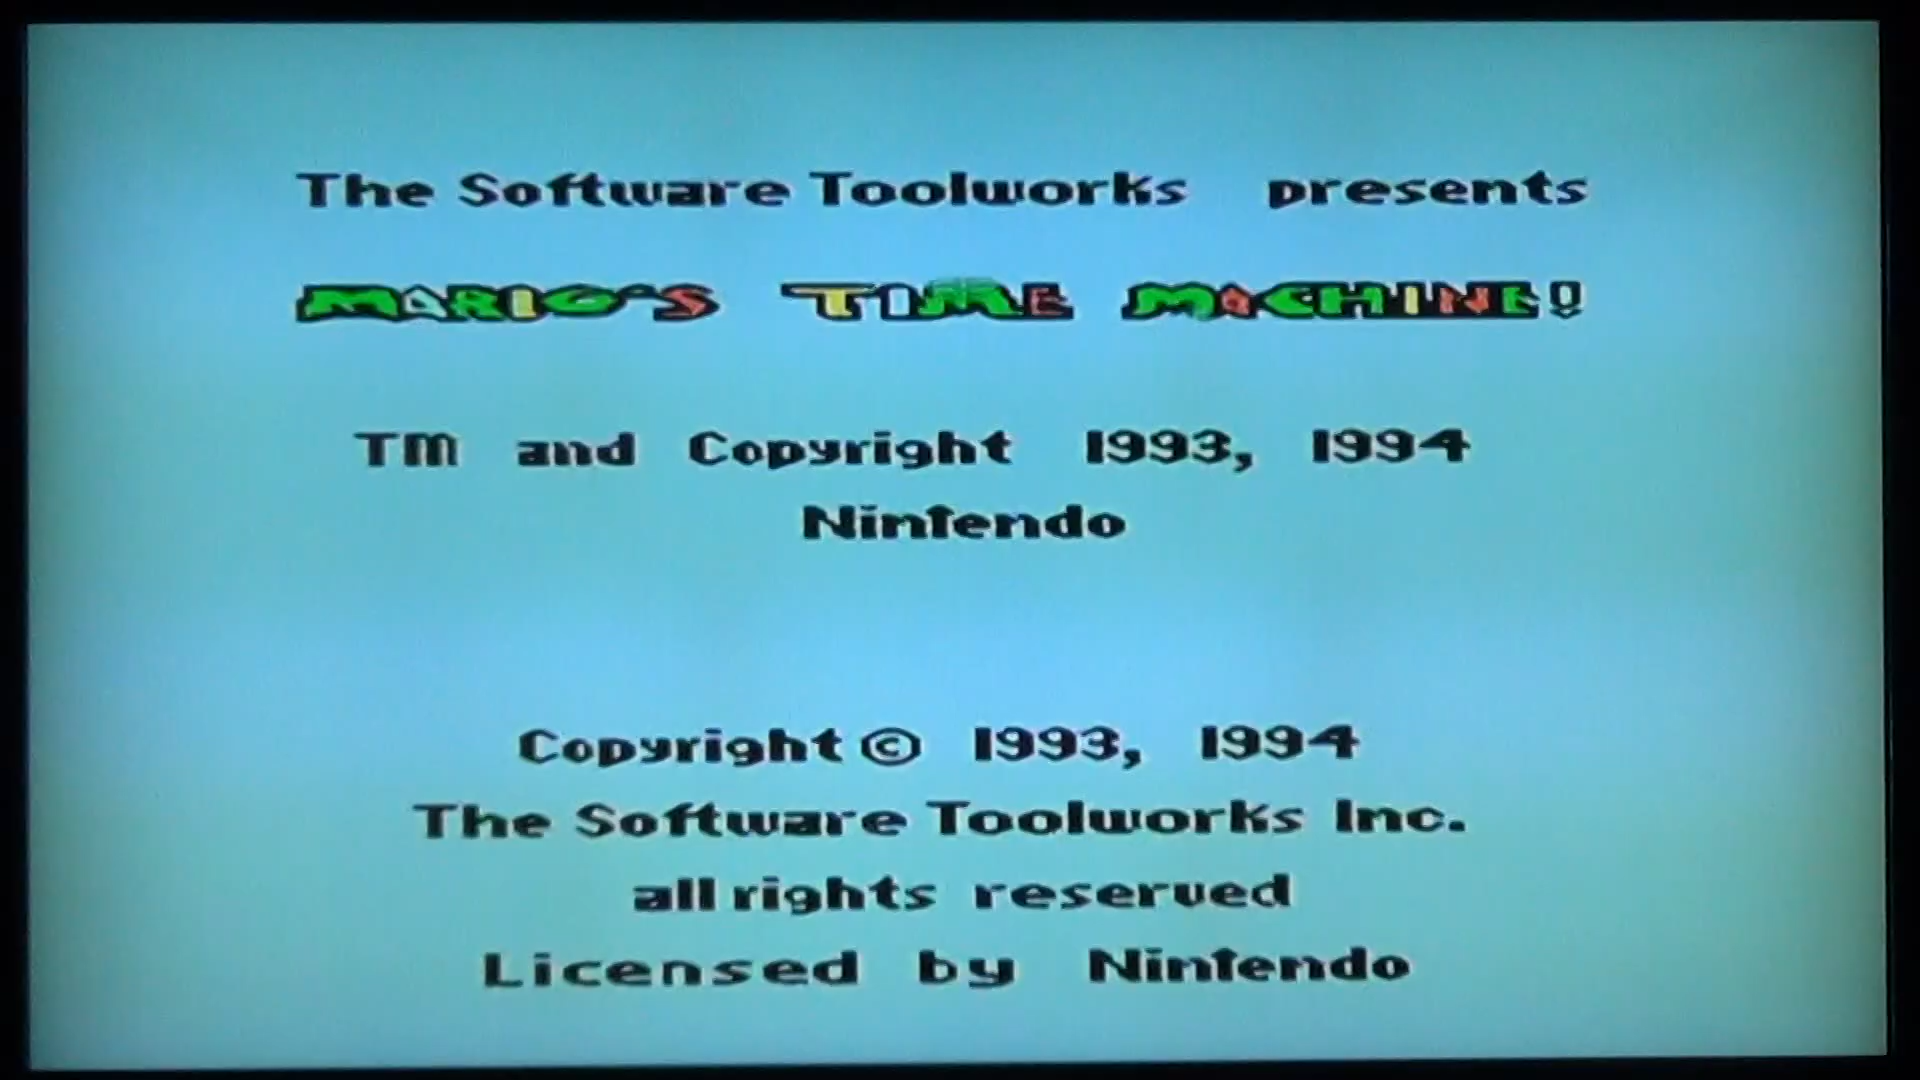 The Software Toolworks presents
MARIO'S TIME MACHINE!
TM and Copyright 1993, 1994
Nintendo
Copyright © 1993, 1994
The Software Toolworks Inc.
all rights reserved
Licensed by Nintendo